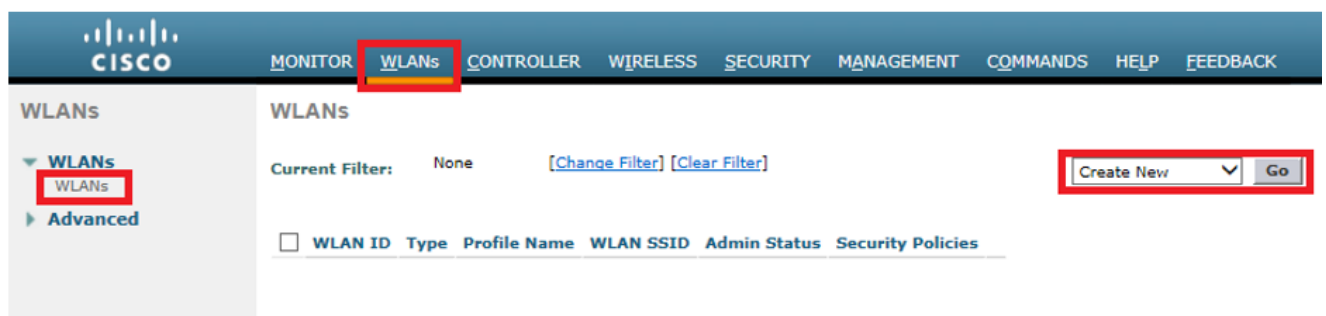 CISCO
MONITOR WLANs CONTROLLER WIRELESS SECURITY MANAGEMENT COMMANDS HELP FEEDBACK
WLANs
WLANs
WLANs
Advanced
WLANs
Current Filter: None [Change Filter] [Clear Filter]
Create New Go
WLAN ID Type Profile Name WLAN SSID Admin Status Security Policies